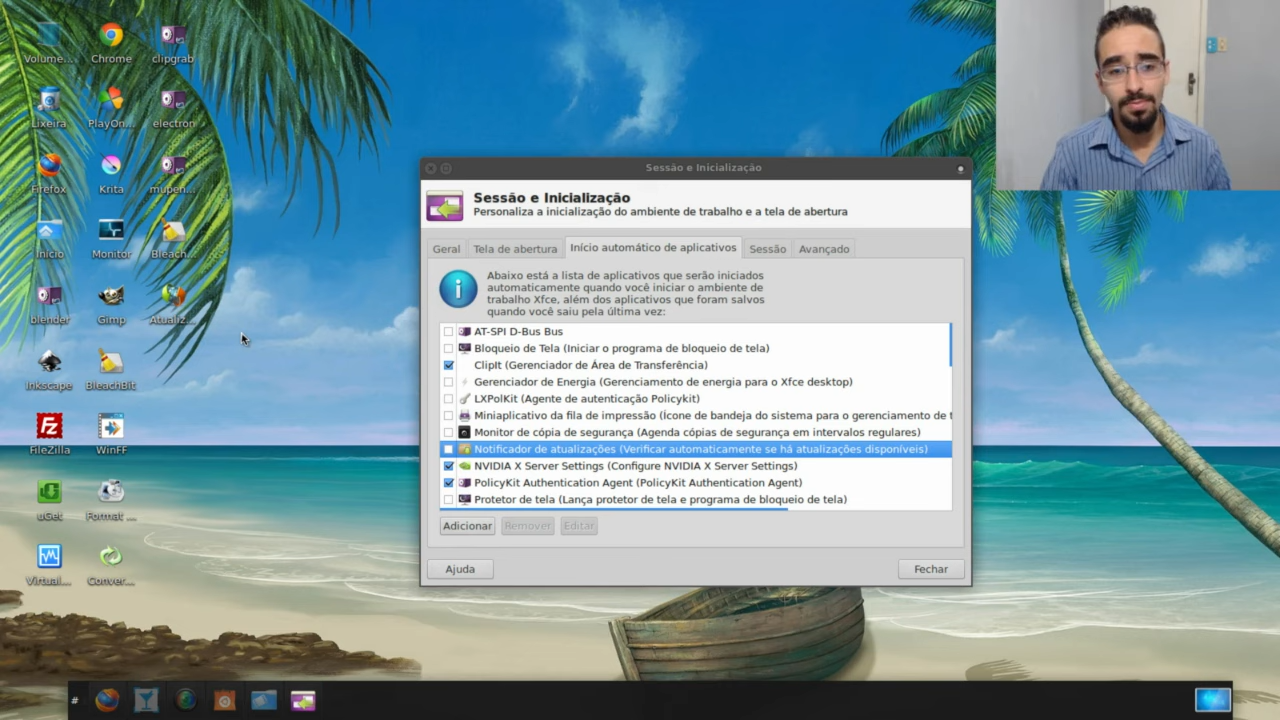 Volume...
Chrome
clipgrab
Lixeira
PlayOn...
electron
Firefox
Krita
mupen...
Início
Monitor
Bleach...
blender
Gimp
Atualiz...
Inkscape
BleachBit
FileZilla
WinFF
uGet
Format ...
Virtual...
Conver...
Sessão e Inicialização
Sessão e Inicialização
Personaliza a inicialização do ambiente de trabalho e a tela de abertura
Geral
Tela de abertura
Início automático de aplicativos
Sessão
Avançado
Abaixo está a lista de aplicativos que serão iniciados
automaticamente quando você iniciar o ambiente de
trabalho Xfce, além dos aplicativos que foram salvos
quando você saiu pela última vez:
AT-SPI D-Bus Bus
Bloqueio de Tela (Iniciar o programa de bloqueio de tela)
ClipIt (Gerenciador de Área de Transferência)
Gerenciador de Energia (Gerenciamento de energia para o Xfce desktop)
LXPolKit (Agente de autenticação Policykit)
Miniaplicativo da fila de impressão (Ícone de bandeja do sistema para o gerenciamento de
Monitor de cópia de segurança (Agenda cópias de segurança em intervalos regulares)
Notificador de atualizações (Verificar automaticamente se há atualizações disponíveis)
NVIDIA X Server Settings (Configure NVIDIA X Server Settings)
PolicyKit Authentication Agent (PolicyKit Authentication Agent)
Protetor de tela (Lança protetor de tela e programa de bloqueio de tela)
Adicionar
Remover
Editar
Ajuda
Fechar
#